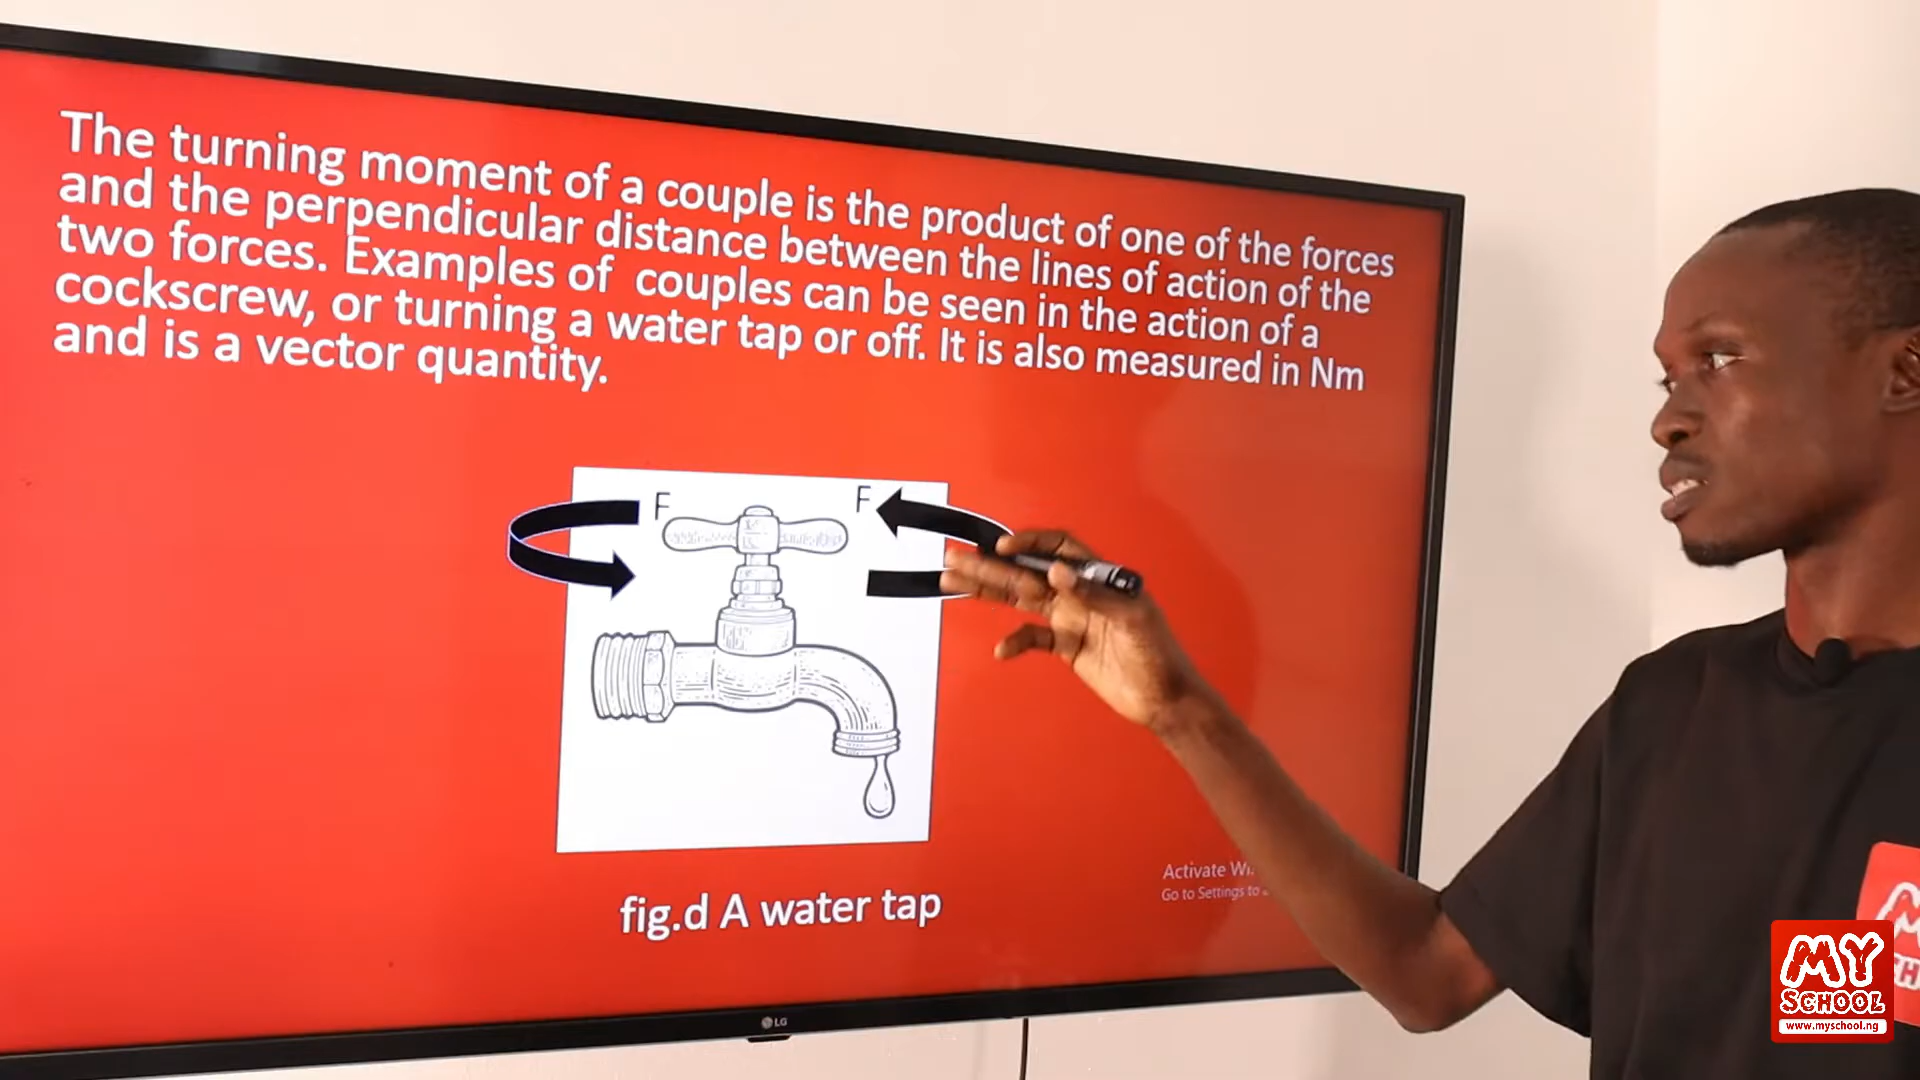 The turning moment of a couple is the product of one of the forces
and the perpendicular distance between the lines of action of the
two forces. Examples of couples can be seen in the action of a
cockscrew, or turning a water tap or off. It is also measured in Nm
and is a vector quantity.
F
F
fig.d A water tap
Activate
Go to Settings to
LG
MY
SCHOOL
www.myschool.ng